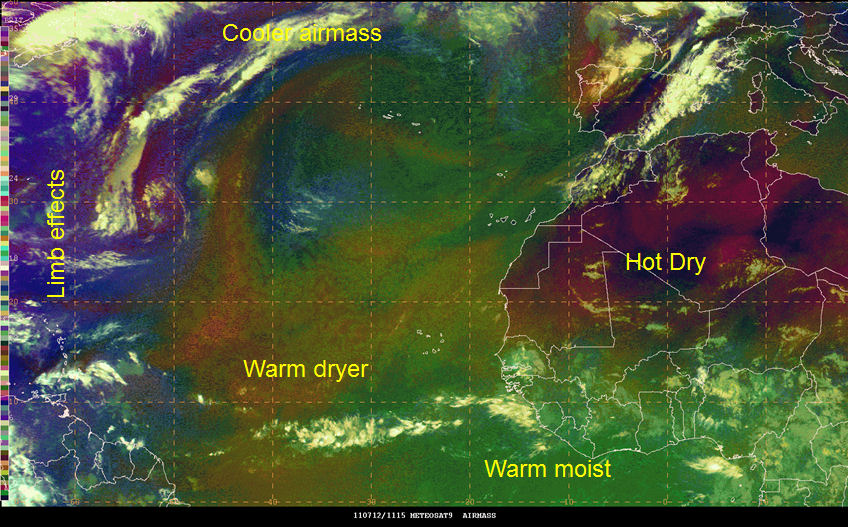 Cooler airmass
Limb effects
Hot Dry
Warm dryer
Warm moist
110712/1115 METEOSAT9 AIRMASS